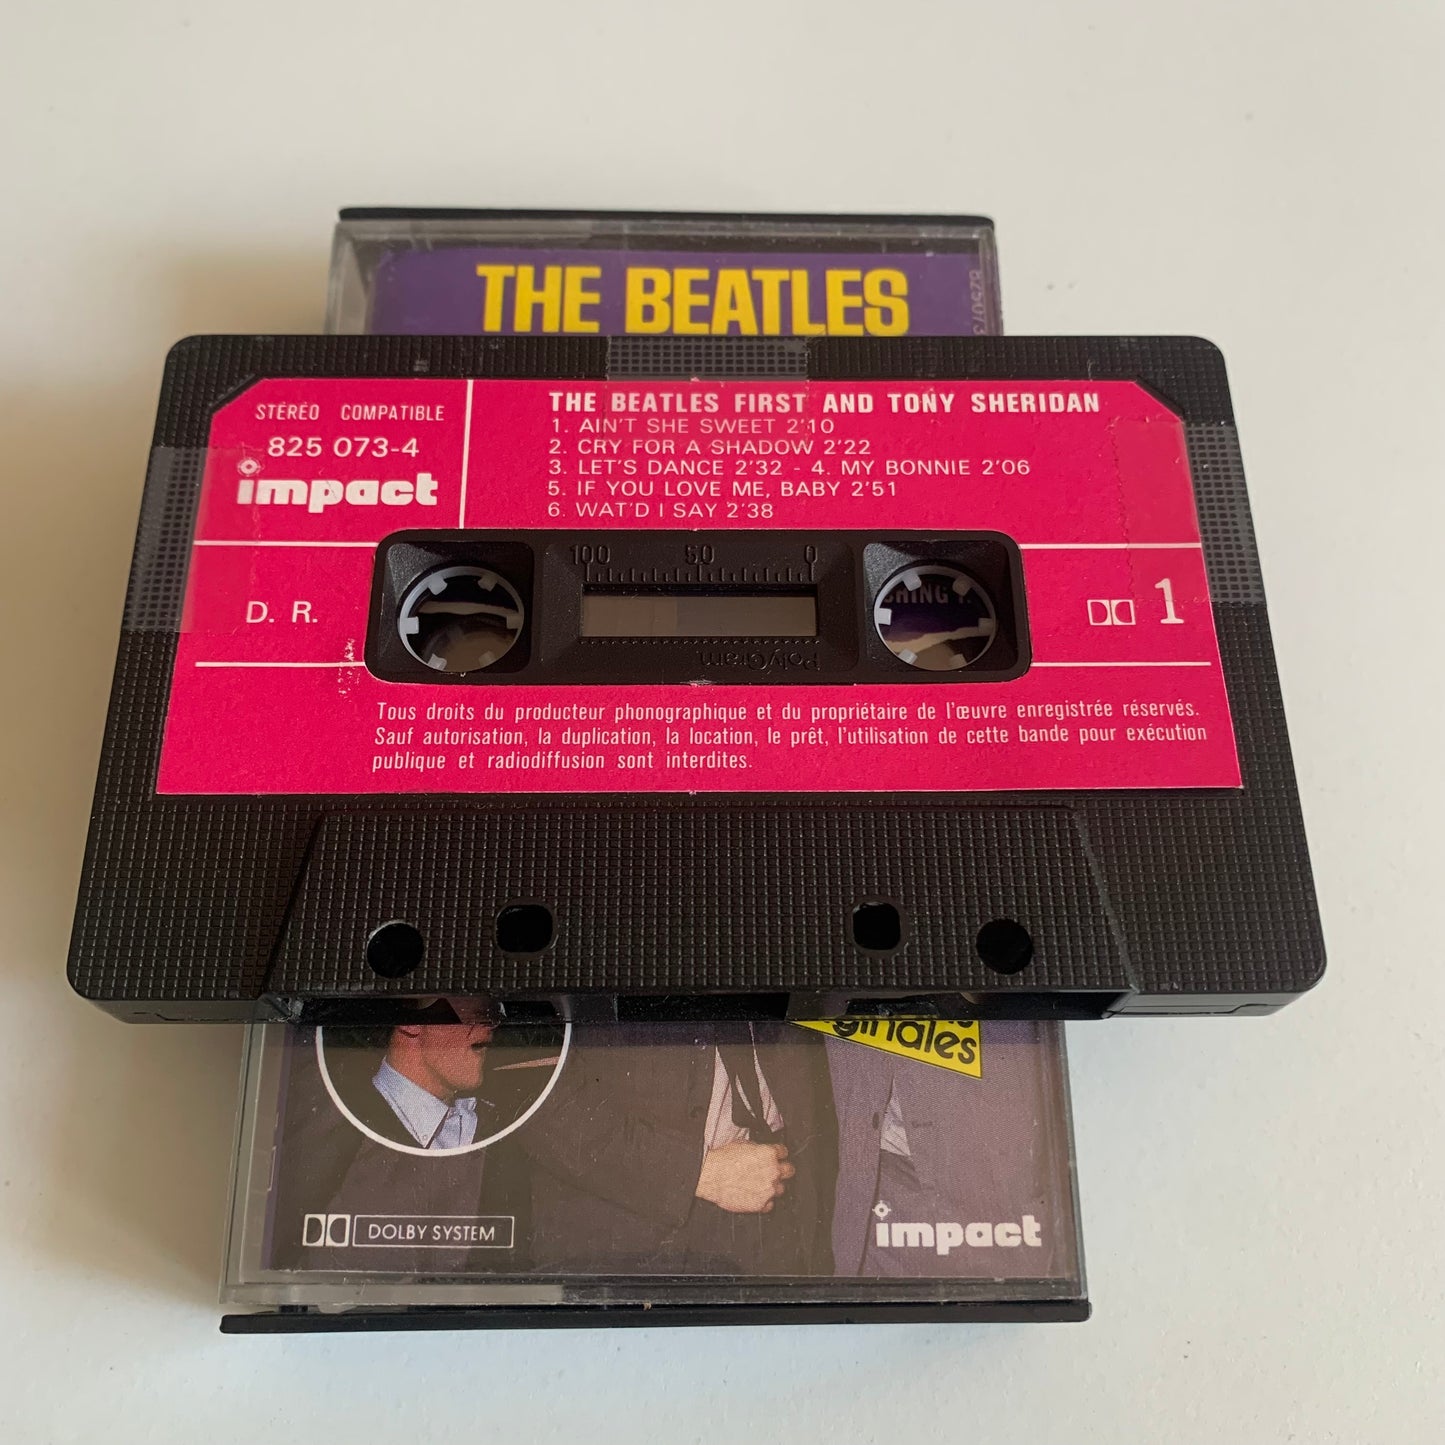 THE BEATLES
STÉRÉO COMPATIBLE
825 073-4
impact
THE BEATLES FIRST AND TONY SHERIDAN
1. AIN'T SHE SWEET 2'10
2. CRY FOR A SHADOW 2'22
3. LET'S DANCE 2'32 - 4. MY BONNIE 2'06
5. IF YOU LOVE ME, BABY 2'51
6. WAT'D I SAY 2'38
100 50 0
D. R.
1
PolyGram
Tous droits du producteur phonographique et du propriétaire de l'œuvre enregistrée réservés.
Sauf autorisation, la duplication, la location, le prêt, l'utilisation de cette bande pour exécution
publique et radiodiffusion sont interdites.
ginales
DOLBY SYSTEM
impact